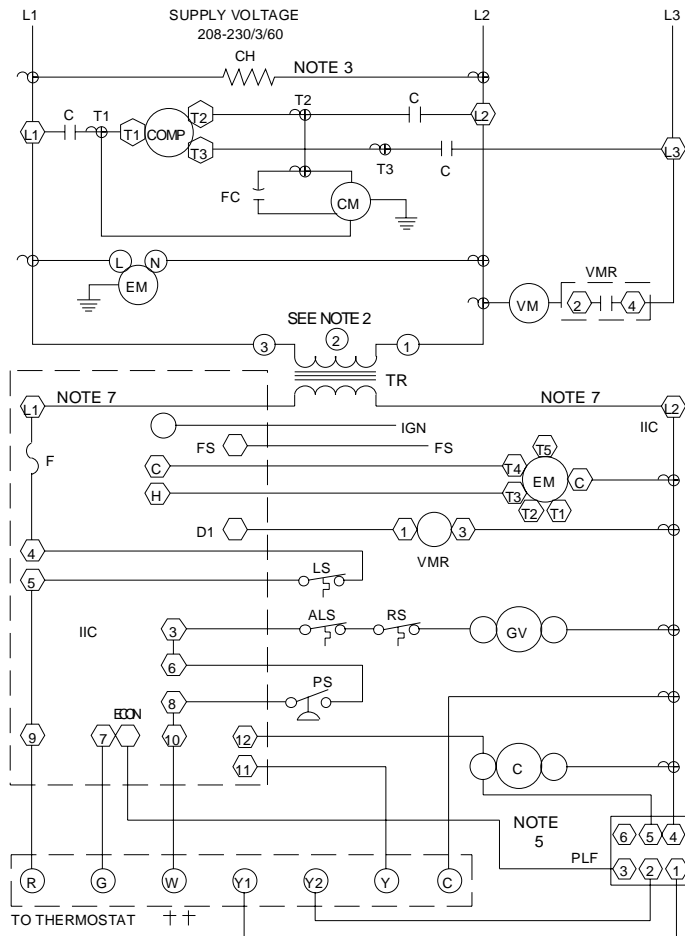 L1 SUPPLY VOLTAGE L2 L3
208-230/3/60
CH NOTE 3
T2 C
L1 C T1 T1 COMP T2 L2
T3 T3 C L3
FC CM
L N
EM
VMR
VM 2 4
SEE NOTE 2
3 2 1
TR
L1 NOTE 7 NOTE 7 L2
IGN IIC
FS FS
F T5
C T4 EM C
H T3
T2 T1
D1 1 3
VMR
4
5 LS
ALS RS
IIC 3 GV
6
PS
8
ECON
9 7 10 12
11 C
NOTE
5
6 5 4
PLF 3 2 1
R G W Y1 Y2 Y C
TO THERMOSTAT ++